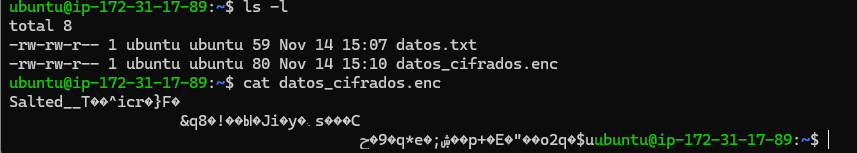 ubuntu@ip-172-31-17-89:~$ ls -l
total 8
-rw-rw-r-- 1 ubuntu ubuntu 59 Nov 14 15:07 datos.txt
-rw-rw-r-- 1 ubuntu ubuntu 80 Nov 14 15:10 datos_cifrados.enc
ubuntu@ip-172-31-17-89:~$ cat datos_cifrados.enc
Salted__T��^icr�}F�
&q8�!��Ы�Ji�y�܁s���C
�9�q*e�;��p+�E�"��o2q�$uubuntu@ip-172-31-17-89:~$